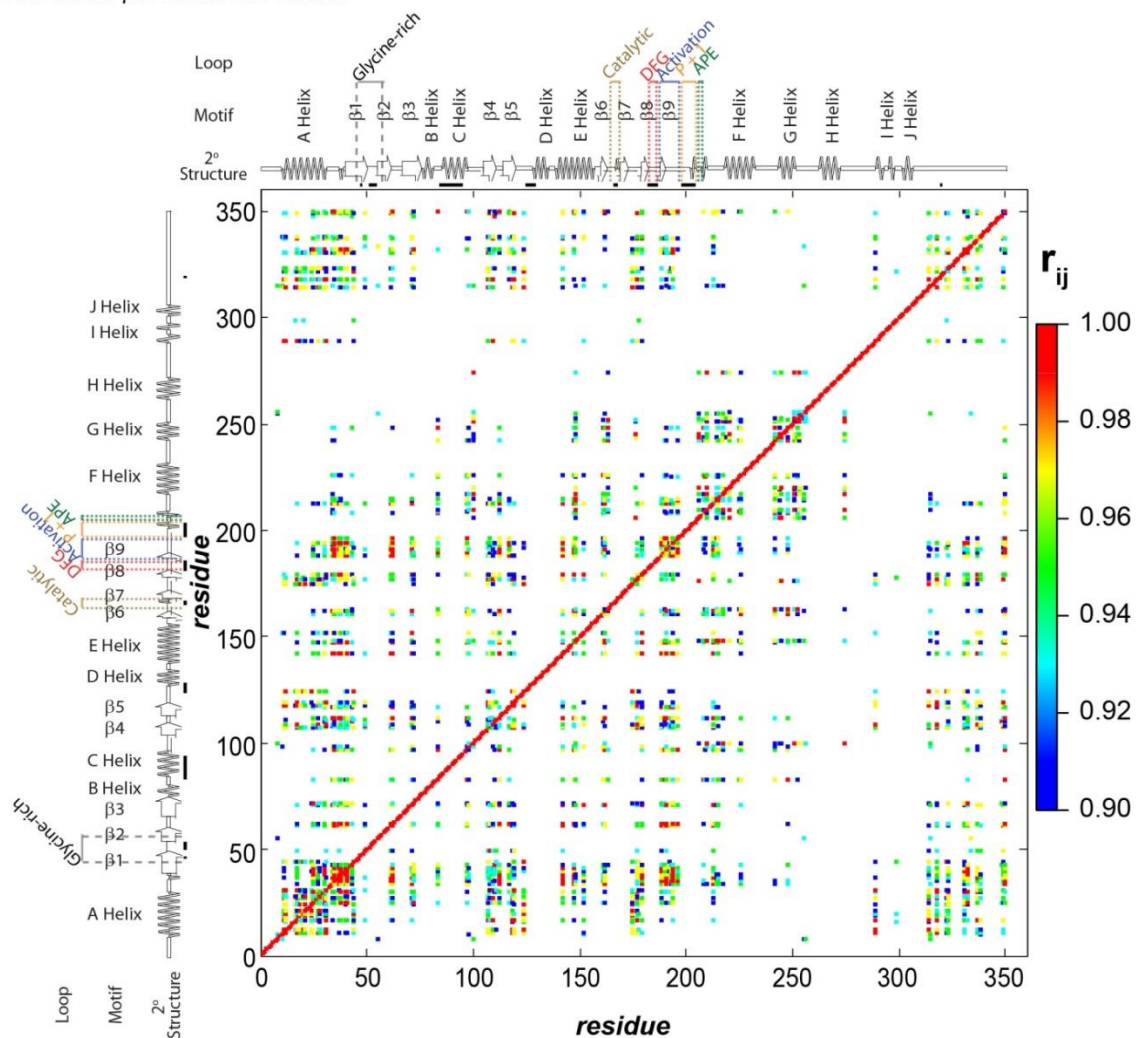 Loop
Glycine-rich
Catalytic
DFG
Activation
P + 1
APE
Motif
A Helix
β1
β2
β3
B Helix
C Helix
β4
β5
D Helix
E Helix
β6
β7
β8
β9
F Helix
G Helix
H Helix
I Helix
J Helix
2°
Structure
350
300
250
200
150
100
50
0
residue
0 50 100 150 200 250 300 350
residue
J Helix
I Helix
H Helix
G Helix
F Helix
APE
Activation
DFG
β9
β8
β7
Catalytic
β6
E Helix
D Helix
β5
β4
C Helix
B Helix
β3
Glycine-rich
β2
β1
A Helix
Loop
Motif
2°
Structure
rij
1.00
0.98
0.96
0.94
0.92
0.90